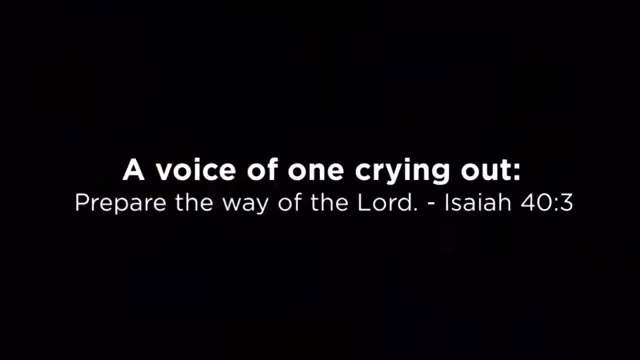 A voice of one crying out:
Prepare the way of the Lord. - Isaiah 40:3